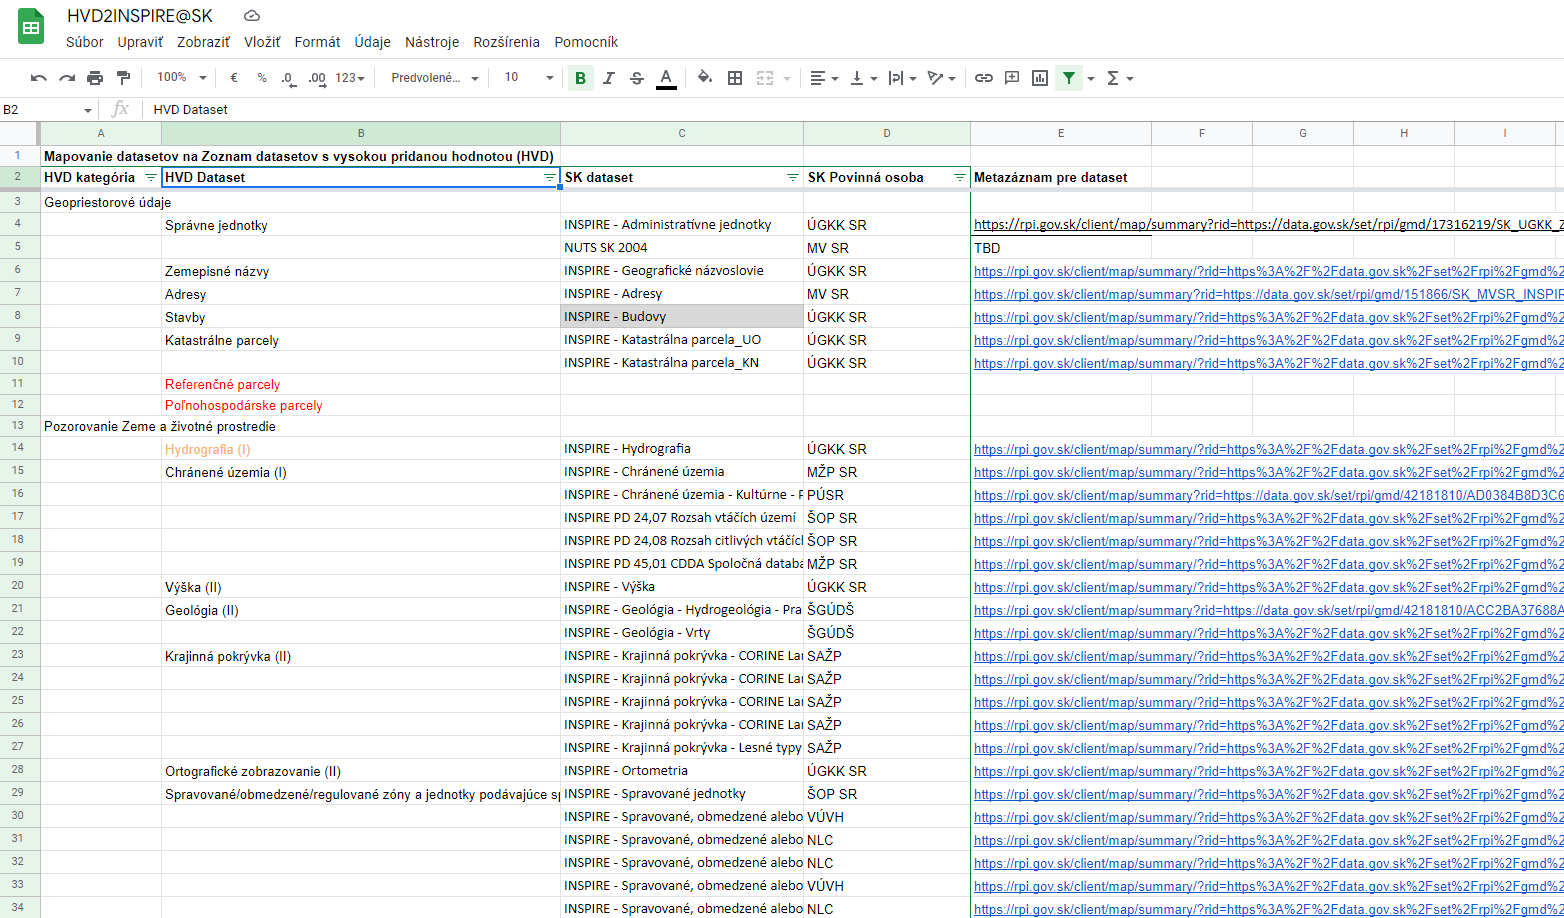 HVD2INSPIRE@SK
Súbor Upraviť Zobraziť Vložiť Formát Údaje Nástroje Rozšírenia Pomocník
100% € % .0 .00 123 Predvolené... 10 B I S A Σ
B2 fx HVD Dataset
A B C D E F G H I
1 Mapovanie datasetov na Zoznam datasetov s vysokou pridanou hodnotou (HVD)
2 HVD kategória HVD Dataset SK dataset SK Povinná osoba Metazáznam pre dataset
3 Geopriestorové údaje
4 Správne jednotky INSPIRE - Administratívne jednotky ÚGKK SR https://rpi.gov.sk/client/map/summary?rid=https://data.gov.sk/set/rpi/gmd/17316219/SK_UGKK_Z
5 NUTS SK 2004 MV SR TBD
6 Zemepisné názvy INSPIRE - Geografické názvoslovie ÚGKK SR https://rpi.gov.sk/client/map/summary/?rid=https%3A%2F%2Fdata.gov.sk%2Fset%2Frpi%2Fgmd%2
7 Adresy INSPIRE - Adresy MV SR https://rpi.gov.sk/client/map/summary?rid=https://data.gov.sk/set/rpi/gmd/151866/SK_MVSR_INSPIR
8 Stavby INSPIRE - Budovy ÚGKK SR https://rpi.gov.sk/client/map/summary/?rid=https%3A%2F%2Fdata.gov.sk%2Fset%2Frpi%2Fgmd%2
9 Katastrálne parcely INSPIRE - Katastrálna parcela_UO ÚGKK SR https://rpi.gov.sk/client/map/summary/?rid=https%3A%2F%2Fdata.gov.sk%2Fset%2Frpi%2Fgmd%2
10 INSPIRE - Katastrálna parcela_KN ÚGKK SR https://rpi.gov.sk/client/map/summary/?rid=https%3A%2F%2Fdata.gov.sk%2Fset%2Frpi%2Fgmd%2
11 Referenčné parcely
12 Poľnohospodárske parcely
13 Pozorovanie Zeme a životné prostredie
14 Hydrografia (I) INSPIRE - Hydrografia ÚGKK SR https://rpi.gov.sk/client/map/summary/?rid=https%3A%2F%2Fdata.gov.sk%2Fset%2Frpi%2Fgmd%2
15 Chránené územia (I) INSPIRE - Chránené územia MŽP SR https://rpi.gov.sk/client/map/summary/?rid=https%3A%2F%2Fdata.gov.sk%2Fset%2Frpi%2Fgmd%2
16 INSPIRE - Chránené územia - Kultúrne - P PÚSR https://rpi.gov.sk/client/map/summary?rid=https://data.gov.sk/set/rpi/gmd/42181810/AD0384B8D3C6
17 INSPIRE PD 24,07 Rozsah vtáčích území ŠOP SR https://rpi.gov.sk/client/map/summary/?rid=https%3A%2F%2Fdata.gov.sk%2Fset%2Frpi%2Fgmd%2
18 INSPIRE PD 24,08 Rozsah citlivých vtáčích ŠOP SR https://rpi.gov.sk/client/map/summary/?rid=https%3A%2F%2Fdata.gov.sk%2Fset%2Frpi%2Fgmd%2
19 INSPIRE PD 45,01 CDDA Spoločná databá MŽP SR https://rpi.gov.sk/client/map/summary/?rid=https%3A%2F%2Fdata.gov.sk%2Fset%2Frpi%2Fgmd%2
20 Výška (II) INSPIRE - Výška ÚGKK SR https://rpi.gov.sk/client/map/summary/?rid=https%3A%2F%2Fdata.gov.sk%2Fset%2Frpi%2Fgmd%2
21 Geológia (II) INSPIRE - Geológia - Hydrogeológia - Pra ŠGÚDŠ https://rpi.gov.sk/client/map/summary?rid=https://data.gov.sk/set/rpi/gmd/42181810/ACC2BA37688A
22 INSPIRE - Geológia - Vrty ŠGÚDŠ https://rpi.gov.sk/client/map/summary/?rid=https%3A%2F%2Fdata.gov.sk%2Fset%2Frpi%2Fgmd%2
23 Krajinná pokrývka (II) INSPIRE - Krajinná pokrývka - CORINE Lan SAŽP https://rpi.gov.sk/client/map/summary/?rid=https%3A%2F%2Fdata.gov.sk%2Fset%2Frpi%2Fgmd%2
24 INSPIRE - Krajinná pokrývka - CORINE Lan SAŽP https://rpi.gov.sk/client/map/summary/?rid=https%3A%2F%2Fdata.gov.sk%2Fset%2Frpi%2Fgmd%2
25 INSPIRE - Krajinná pokrývka - CORINE Lan SAŽP https://rpi.gov.sk/client/map/summary/?rid=https%3A%2F%2Fdata.gov.sk%2Fset%2Frpi%2Fgmd%2
26 INSPIRE - Krajinná pokrývka - CORINE Lan SAŽP https://rpi.gov.sk/client/map/summary/?rid=https%3A%2F%2Fdata.gov.sk%2Fset%2Frpi%2Fgmd%2
27 INSPIRE - Krajinná pokrývka - Lesné typy SAŽP https://rpi.gov.sk/client/map/summary/?rid=https%3A%2F%2Fdata.gov.sk%2Fset%2Frpi%2Fgmd%2
28 Ortografické zobrazovanie (II) INSPIRE - Ortometria ÚGKK SR https://rpi.gov.sk/client/map/summary/?rid=https%3A%2F%2Fdata.gov.sk%2Fset%2Frpi%2Fgmd%2
29 Spravované/obmedzené/regulované zóny a jednotky podávajúce sp INSPIRE - Spravované jednotky ŠOP SR https://rpi.gov.sk/client/map/summary/?rid=https%3A%2F%2Fdata.gov.sk%2Fset%2Frpi%2Fgmd%2
30 INSPIRE - Spravované, obmedzené alebo VÚVH https://rpi.gov.sk/client/map/summary/?rid=https%3A%2F%2Fdata.gov.sk%2Fset%2Frpi%2Fgmd%2
31 INSPIRE - Spravované, obmedzené alebo NLC https://rpi.gov.sk/client/map/summary/?rid=https%3A%2F%2Fdata.gov.sk%2Fset%2Frpi%2Fgmd%2
32 INSPIRE - Spravované, obmedzené alebo NLC https://rpi.gov.sk/client/map/summary/?rid=https%3A%2F%2Fdata.gov.sk%2Fset%2Frpi%2Fgmd%2
33 INSPIRE - Spravované, obmedzené alebo VÚVH https://rpi.gov.sk/client/map/summary/?rid=https%3A%2F%2Fdata.gov.sk%2Fset%2Frpi%2Fgmd%2
34 INSPIRE - Spravované, obmedzené alebo NLC https://rpi.gov.sk/client/map/summary/?rid=https%3A%2F%2Fdata.gov.sk%2Fset%2Frpi%2Fgmd%2